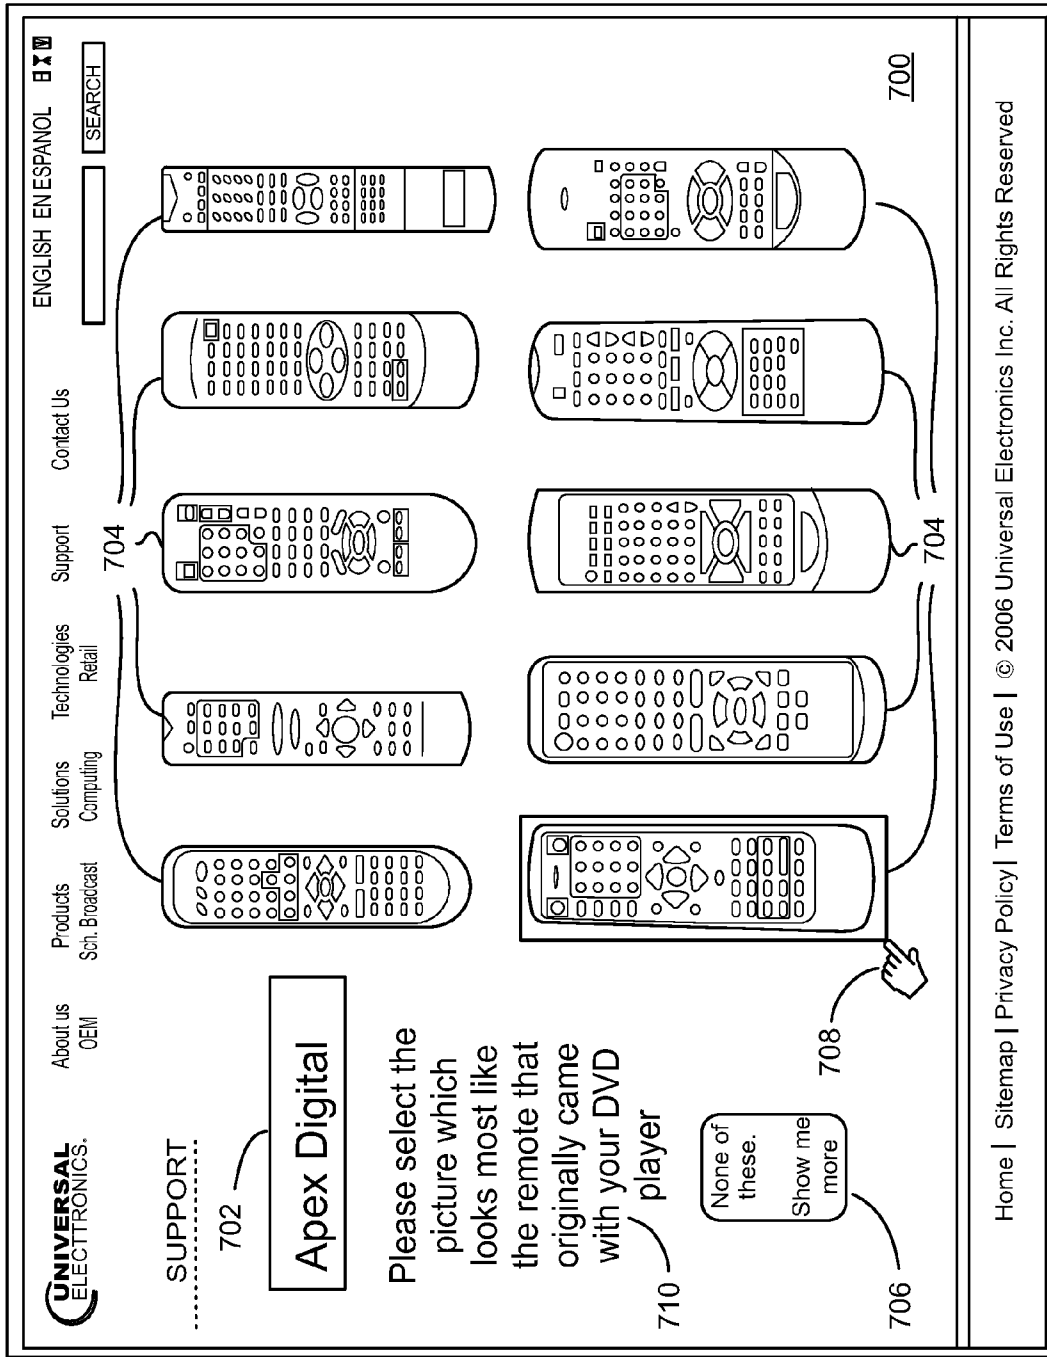 UNIVERSAL
ELECTTRONICS.
ENGLISH EN ESPANOL
About us
Products
Solutions
Technologies
Support
Contact Us
OEM
Sch. Broadcast
Computing
Retail
SEARCH
SUPPORT
702
Apex Digital
Please select the
picture which
looks most like
the remote that
originally came
with your DVD
player
710
None of
these.
Show me
more
706
704
708
704
700
Home | Sitemap | Privacy Policy | Terms of Use | © 2006 Universal Electronics Inc. All Rights Reserved